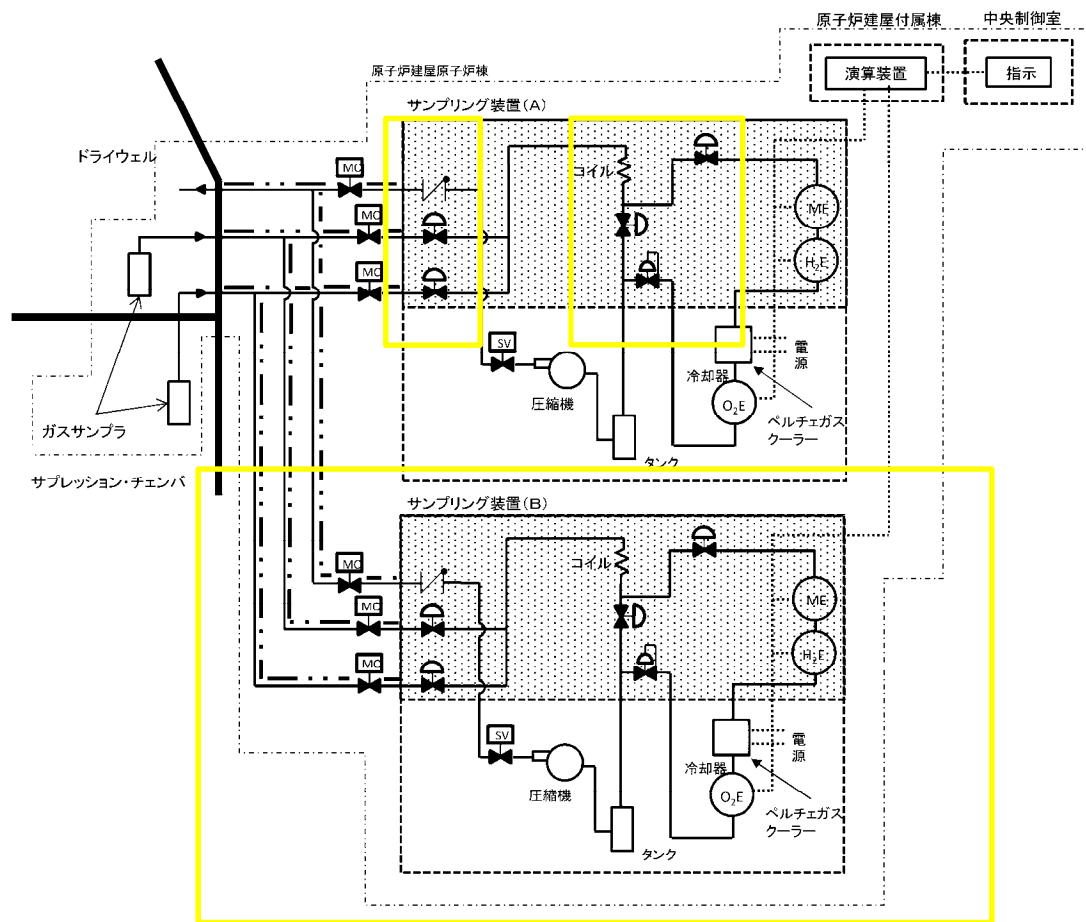 原子炉建屋付属棟
中央制御室
演算装置
指示
原子炉建屋原子炉棟
サンプリング装置(A)
ドライウェル
コイル
MO
MO
MO
ME
H₂E
SV
電源
冷却器
圧縮機
O₂E
ペルチェガス
クーラー
ガスサンプラ
タンク
サプレッション・チェンバ
サンプリング装置(B)
コイル
MO
MO
MO
ME
H₂E
SV
電源
冷却器
圧縮機
O₂E
ペルチェガス
クーラー
タンク